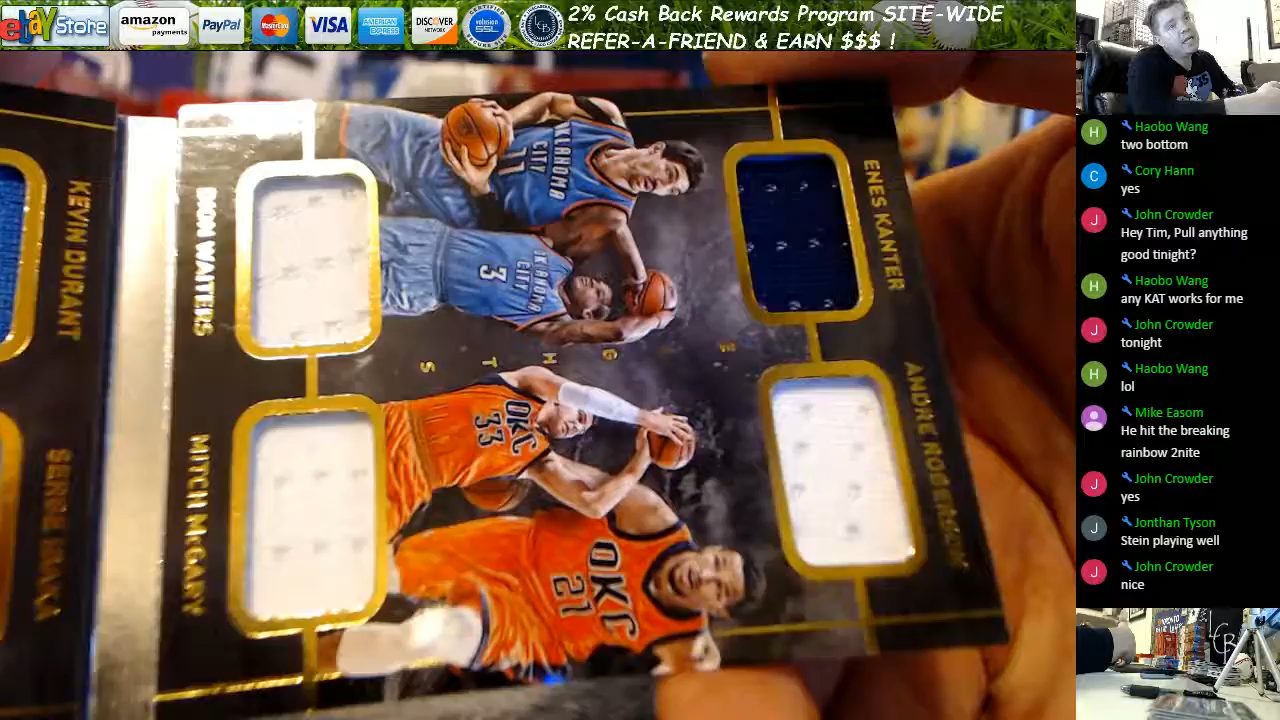 ebay Store
amazon
payments
PayPal
MasterCard
VISA
AMERICAN
EXPRESS
DISCOVER
NETWORK
volusion
SSL
2% Cash Back Rewards Program SITE-WIDE
REFER-A-FRIEND & EARN $$$ !
KEVIN DURANT
SERGE IBAKA
DION WAITERS
MITCH McGARY
OKLAHOMA
CITY
11
OKLAHOMA
CITY
3
OKC
33
OKC
21
ENES KANTER
ANDRE ROBERSON
Haobo Wang
two bottom
Cory Hann
yes
John Crowder
Hey Tim, Pull anything
good tinight?
Haobo Wang
any KAT works for me
John Crowder
tonight
Haobo Wang
lol
Mike Easom
He hit the breaking
rainbow 2nite
John Crowder
yes
Jonthan Tyson
Stein playing well
John Crowder
nice